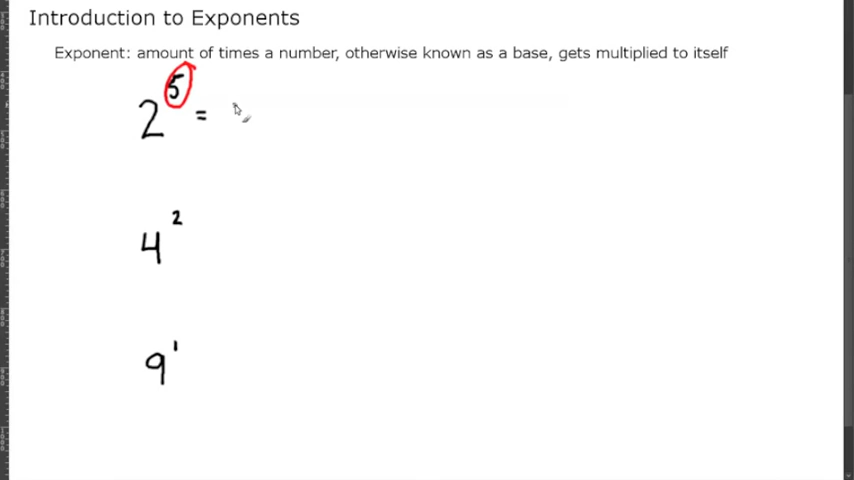 Introduction to Exponents
Exponent: amount of times a number, otherwise known as a base, gets multiplied to itself
2⁵ =
4²
9¹